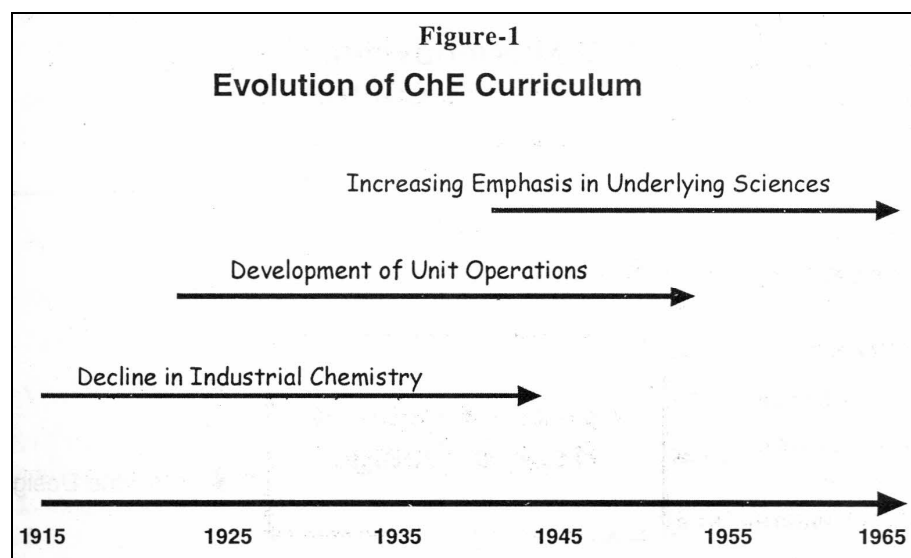 Figure-1
Evolution of ChE Curriculum
Increasing Emphasis in Underlying Sciences
Development of Unit Operations
Decline in Industrial Chemistry
1915 1925 1935 1945 1955 1965